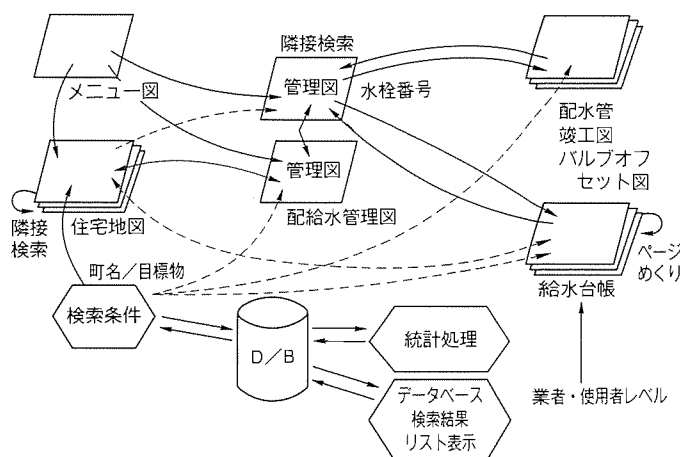 隣接検索
管理図
水栓番号
メニュー図
配水管
竣工図
バルブオフ
セット図
管理図
配給水管理図
隣接
検索
住宅地図
ページ
めくり
給水台帳
町名/目標物
検索条件
D/B
統計処理
データベース
検索結果
リスト表示
業者・使用者レベル